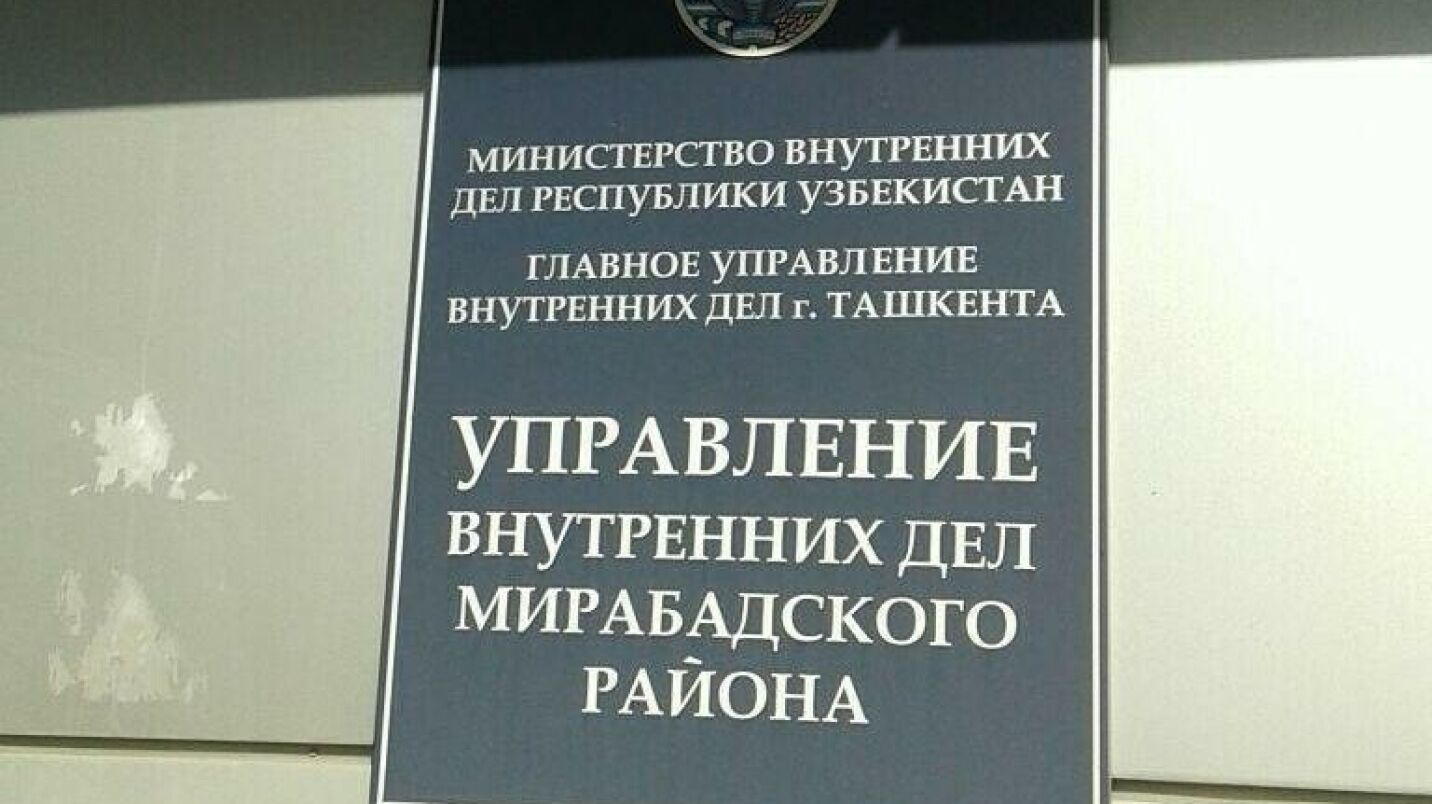 МИНИСТЕРСТВО ВНУТРЕННИХ
ДЕЛ РЕСПУБЛИКИ УЗБЕКИСТАН
ГЛАВНОЕ УПРАВЛЕНИЕ
ВНУТРЕННИХ ДЕЛ г. ТАШКЕНТА
УПРАВЛЕНИЕ
ВНУТРЕННИХ ДЕЛ
МИРАБАДСКОГО
РАЙОНА